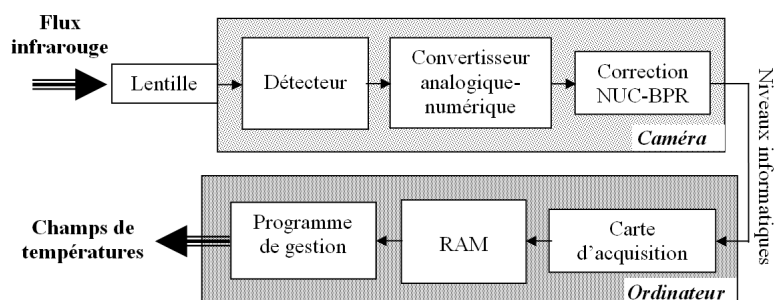 Flux
infrarouge
Lentille
Détecteur
Convertisseur
analogique-
numérique
Correction
NUC-BPR
Caméra
Niveaux informatiques
Champs de
températures
Programme
de gestion
RAM
Carte
d'acquisition
Ordinateur